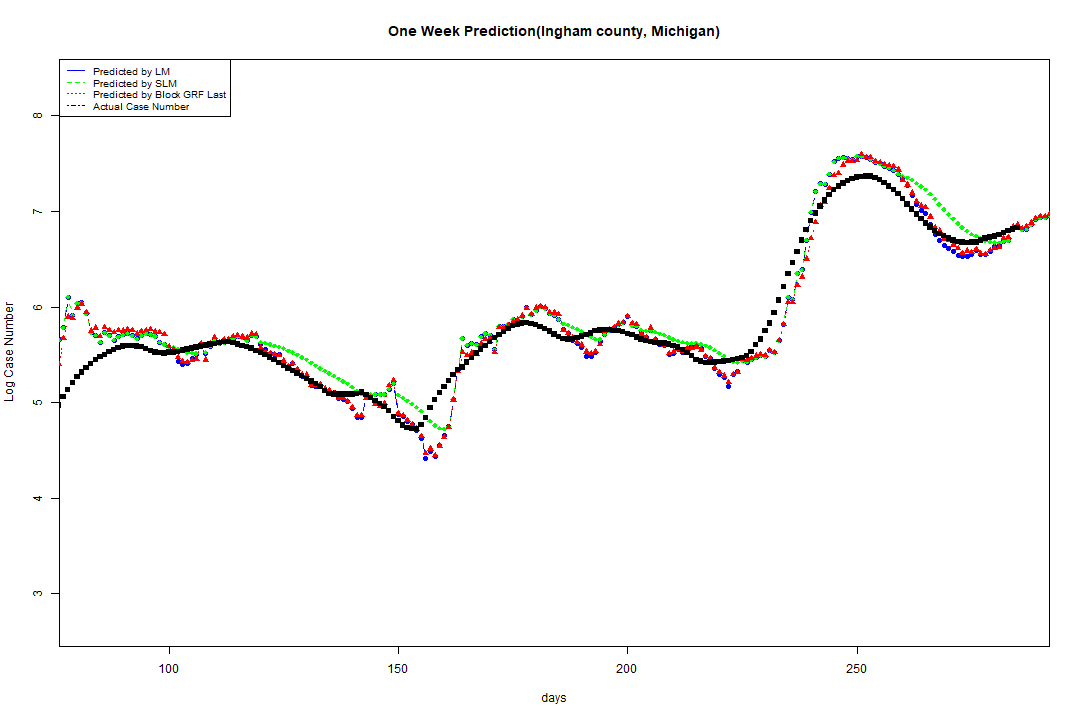 One Week Prediction(Ingham county, Michigan)
Predicted by LM
Predicted by SLM
Predicted by Block GRF Last
Actual Case Number
8
7
6
5
4
3
Log Case Number
100 150 200 250
days